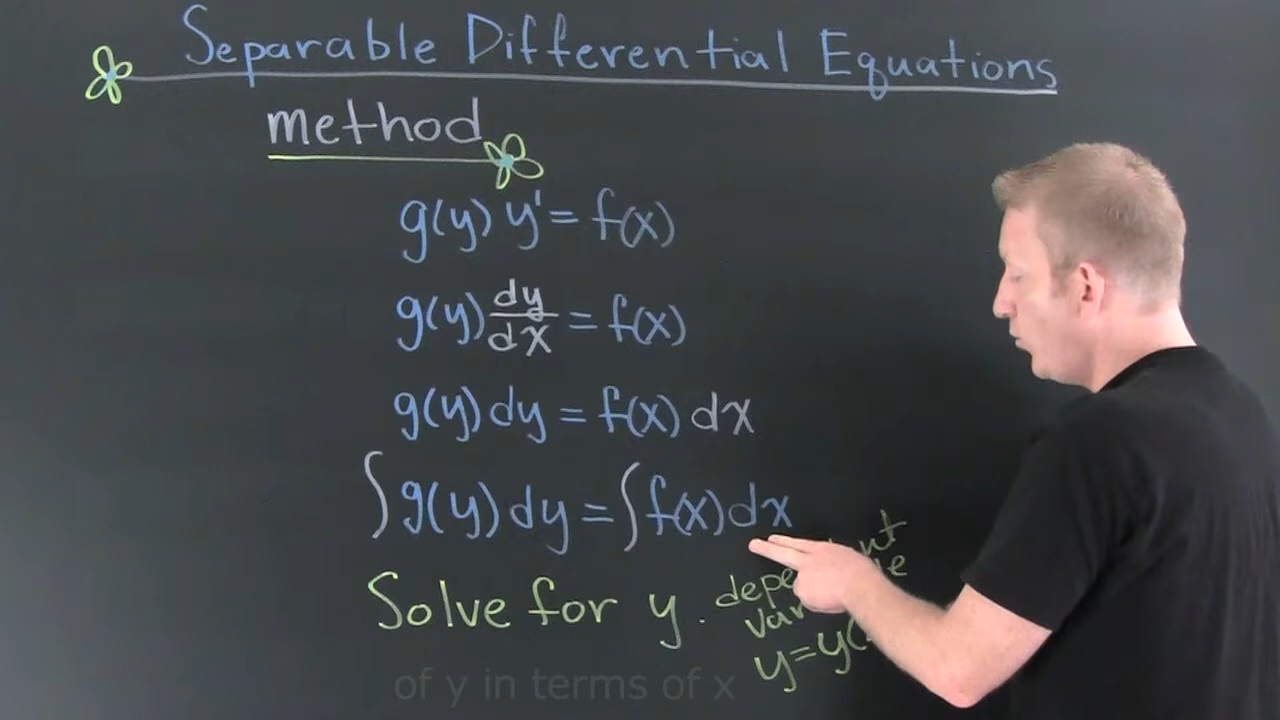 Separable Differential Equations
method
g(y) y' = f(x)
g(y) dy/dx = f(x)
g(y) dy = f(x) dx
∫ g(y) dy = ∫ f(x) dx
Solve for y.
y = y(
of y in terms of x